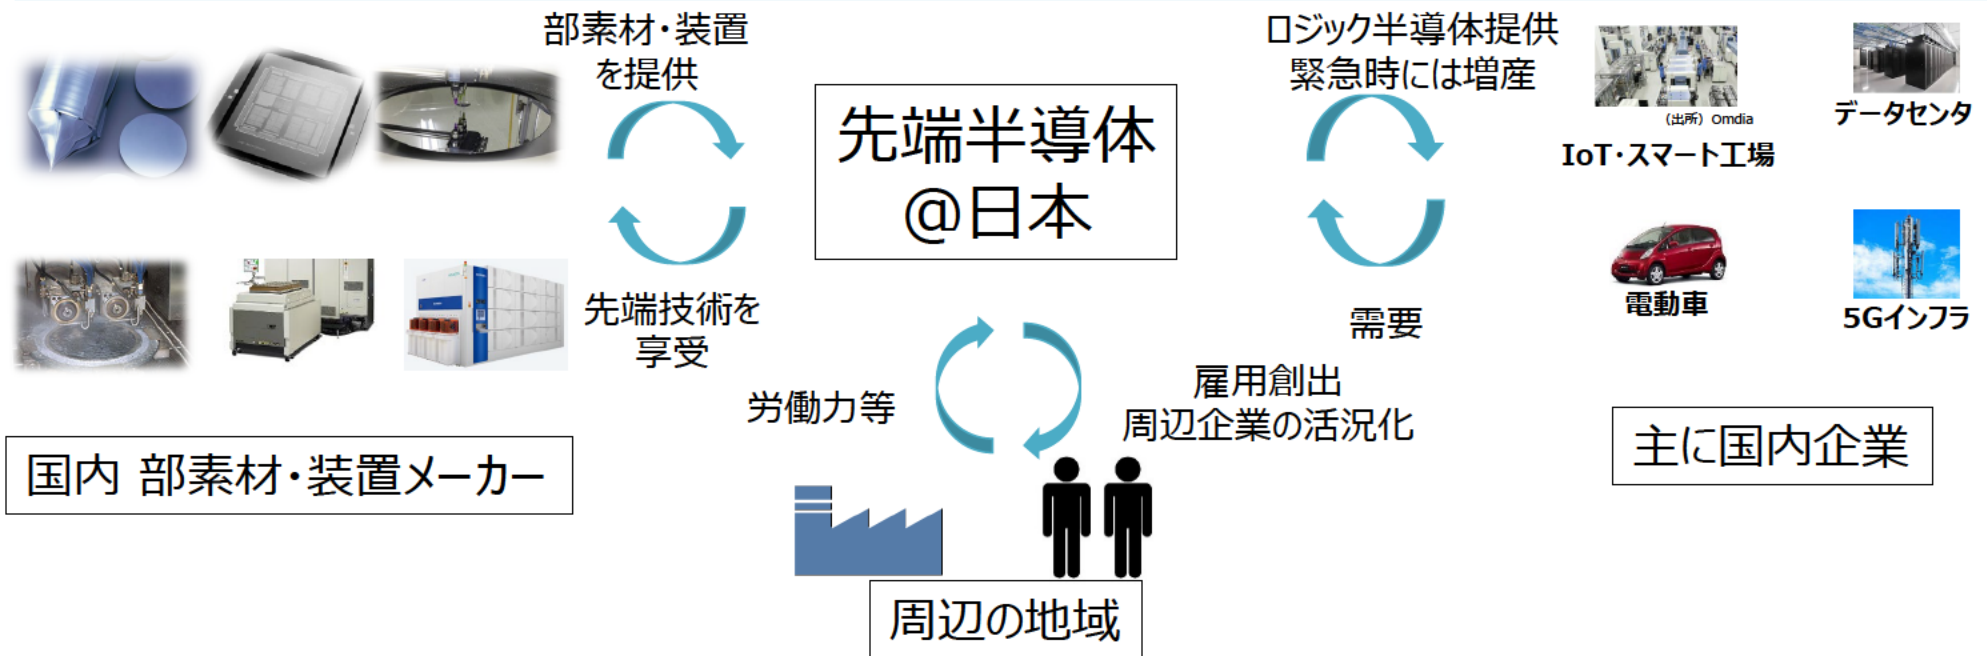 部素材・装置
を提供
ロジック半導体提供
緊急時には増産
先端半導体
@日本
（出所）Omdia
IoT・スマート工場
データセンタ
先端技術を
享受
需要
電動車
5Gインフラ
労働力等
雇用創出
周辺企業の活況化
国内 部素材・装置メーカー
主に国内企業
周辺の地域